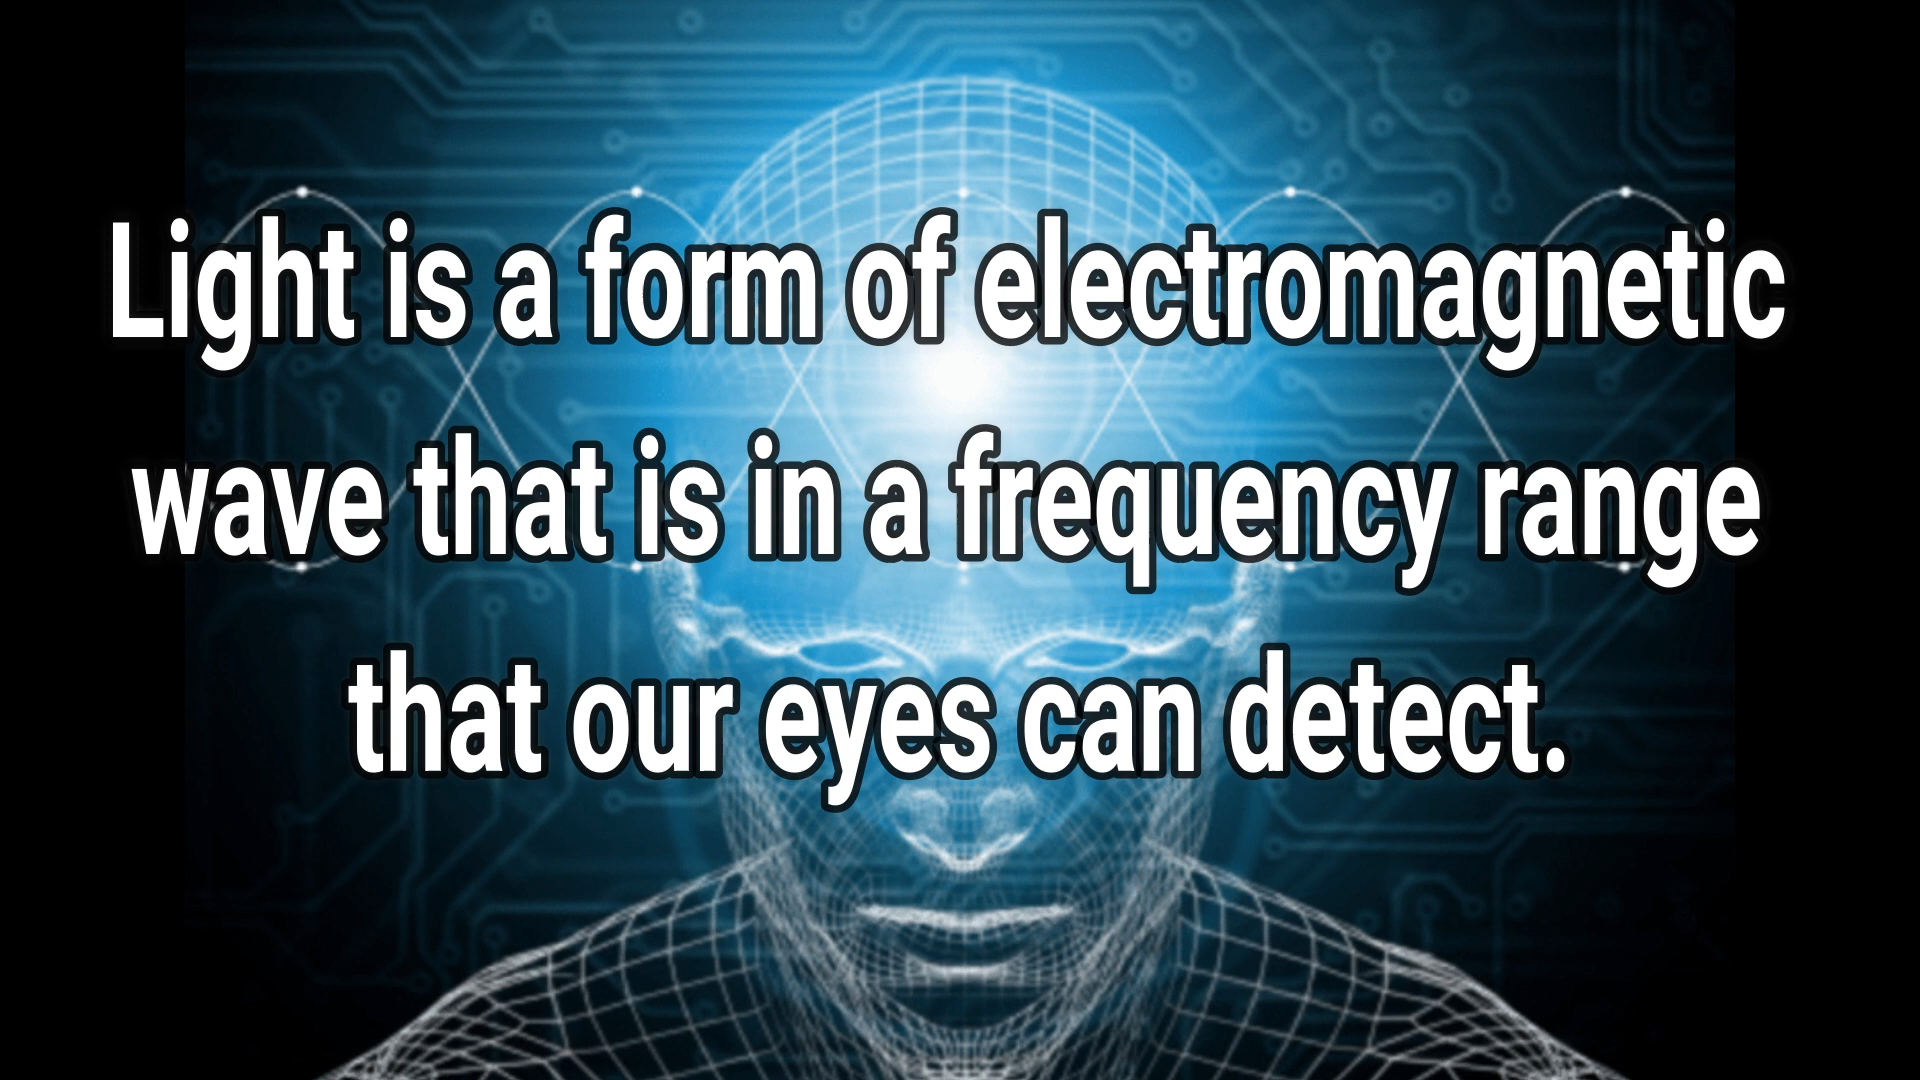 Light is a form of electromagnetic
wave that is in a frequency range
that our eyes can detect.